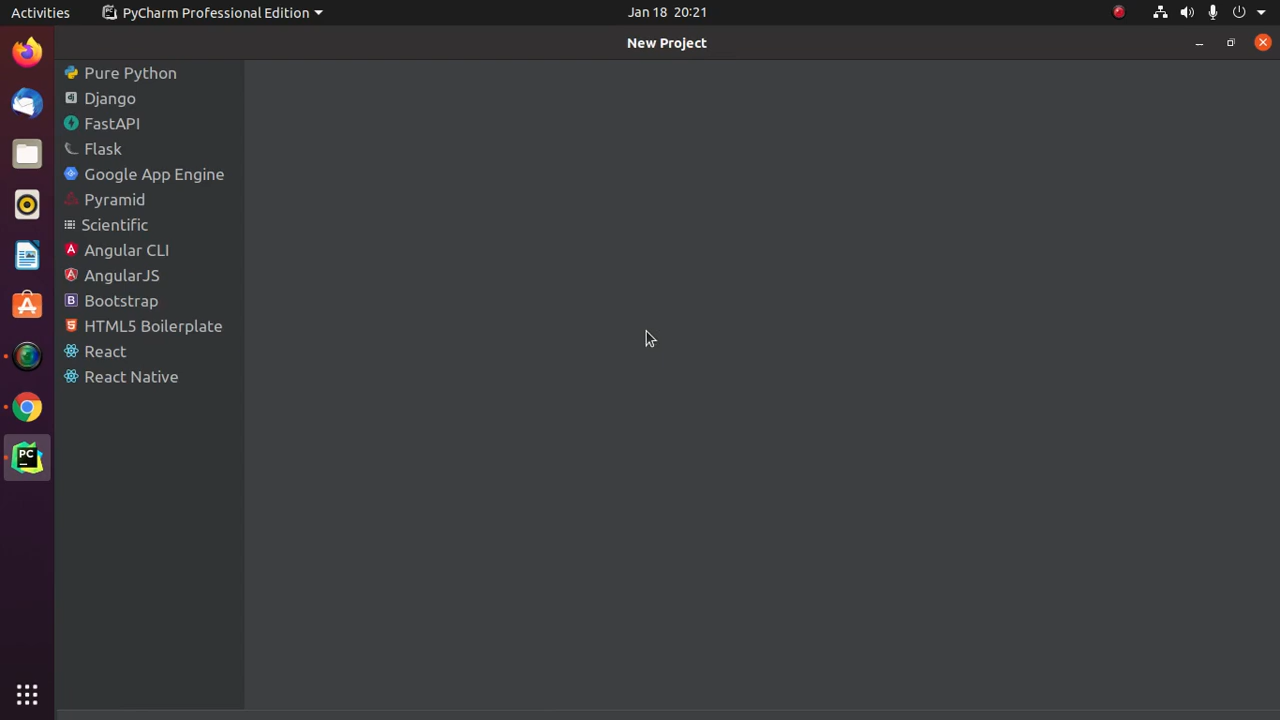 Activities
PyCharm Professional Edition
Jan 18 20:21
New Project
Pure Python
Django
FastAPI
Flask
Google App Engine
Pyramid
Scientific
Angular CLI
AngularJS
Bootstrap
HTML5 Boilerplate
React
React Native
PC